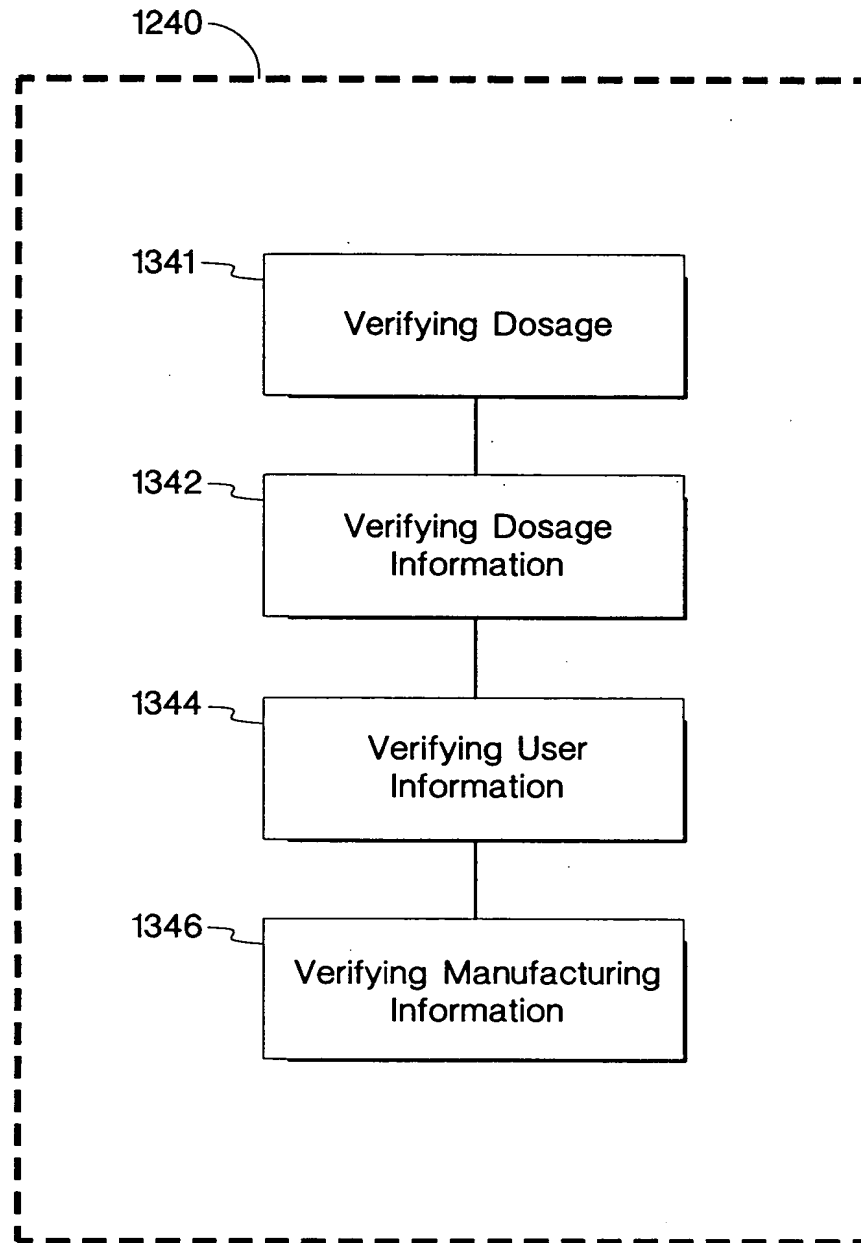 1240
1341
Verifying Dosage
1342
Verifying Dosage
Information
1344
Verifying User
Information
1346
Verifying Manufacturing
Information